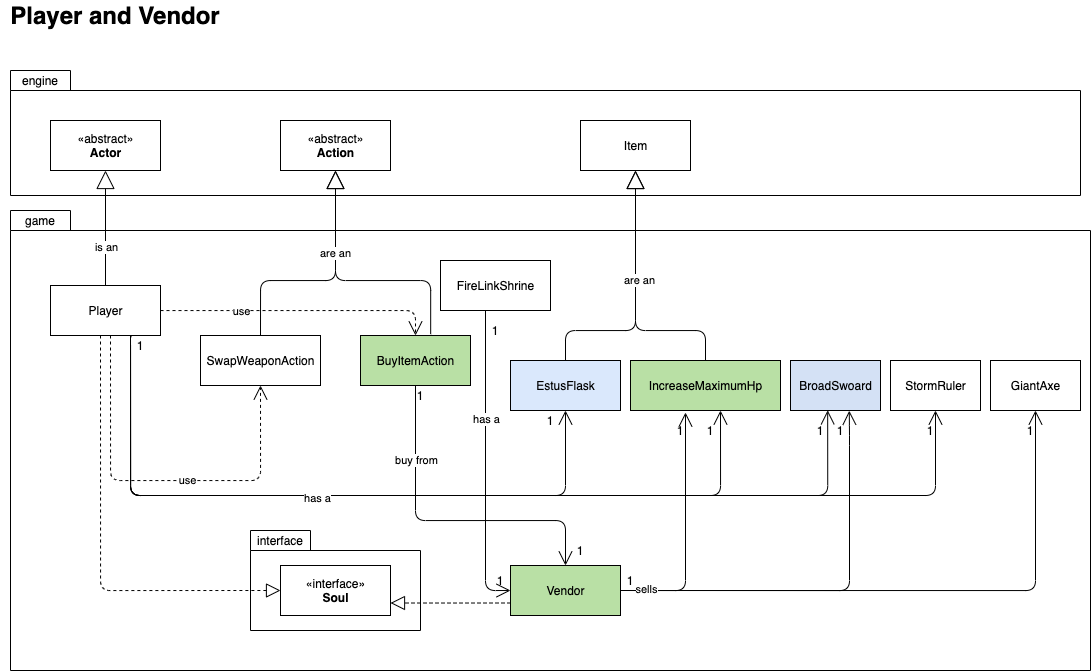 Player and Vendor
engine
«abstract»
Actor
«abstract»
Action
Item
game
is an
are an
are an
FireLinkShrine
Player
use
1
1
SwapWeaponAction
BuyItemAction
EstusFlask
IncreaseMaximumHp
BroadSwoard
StormRuler
GiantAxe
1
has a
1
1
1
1
1
1
1
buy from
use
has a
interface
1
«interface»
Soul
1
Vendor
1
sells